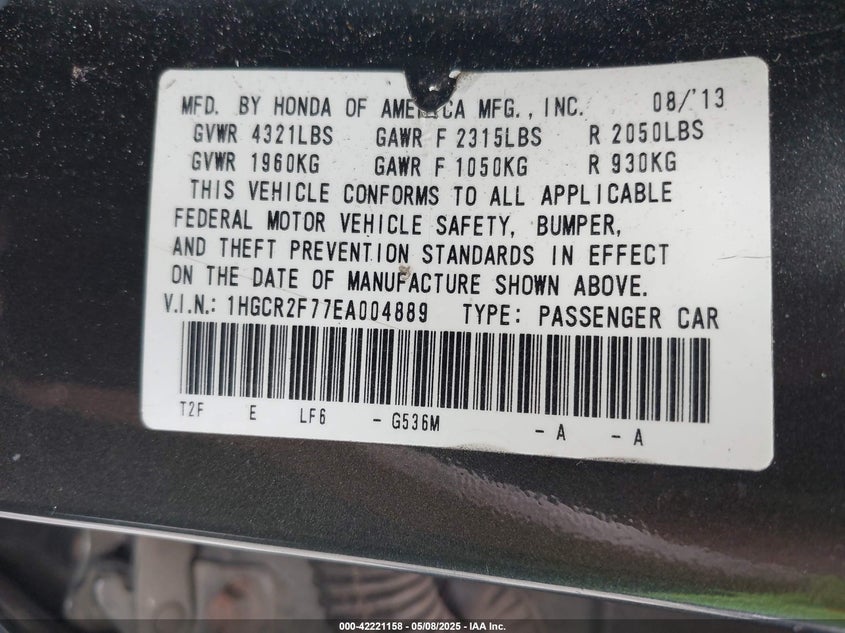 MFD. BY HONDA OF AMERICA MFG., INC. 08/'13
GVWR 4321LBS GAWR F 2315LBS R 2050LBS
GVWR 1960KG GAWR F 1050KG R 930KG
THIS VEHICLE CONFORMS TO ALL APPLICABLE
FEDERAL MOTOR VEHICLE SAFETY, BUMPER,
AND THEFT PREVENTION STANDARDS IN EFFECT
ON THE DATE OF MANUFACTURE SHOWN ABOVE.
V.I.N.: 1HGCR2F77EA004889 TYPE: PASSENGER CAR
T2F E LF6 - G536M - A - A
000-42221158 - 05/08/2025 - IAA Inc.